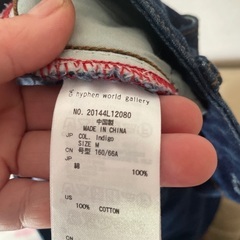 hyphen world gallery
NO. 20144L12080
中国製
MADE IN CHINA
JP COL. Indigo
JP SIZE M
CN 号型 160/66A
JP
綿
100%
US
100% COTTON